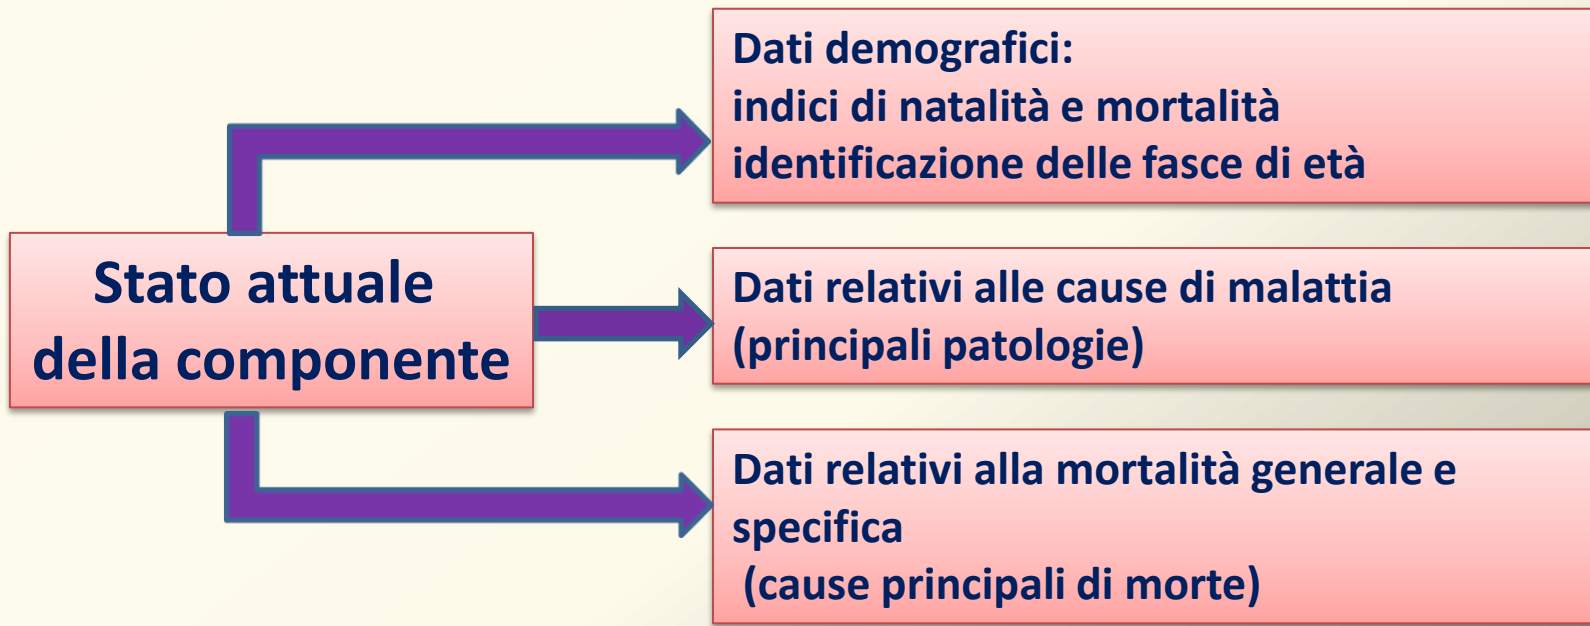 Dati demografici:
indici di natalità e mortalità
identificazione delle fasce di età
Stato attuale
della componente
Dati relativi alle cause di malattia
(principali patologie)
Dati relativi alla mortalità generale e
specifica
(cause principali di morte)